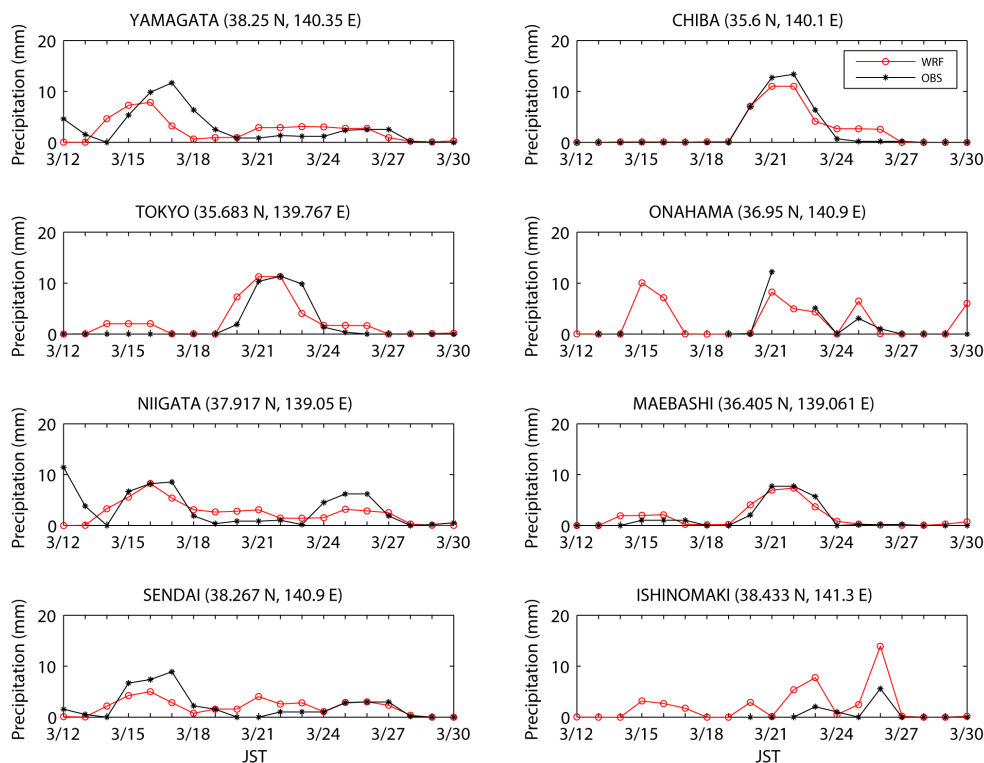 YAMAGATA (38.25 N, 140.35 E)
Precipitation (mm)
20
10
0
3/12 3/15 3/18 3/21 3/24 3/27 3/30
CHIBA (35.6 N, 140.1 E)
Precipitation (mm)
20
10
0
WRF
OBS
3/12 3/15 3/18 3/21 3/24 3/27 3/30
TOKYO (35.683 N, 139.767 E)
Precipitation (mm)
20
10
0
3/12 3/15 3/18 3/21 3/24 3/27 3/30
ONAHAMA (36.95 N, 140.9 E)
Precipitation (mm)
20
10
0
3/12 3/15 3/18 3/21 3/24 3/27 3/30
NIIGATA (37.917 N, 139.05 E)
Precipitation (mm)
20
10
0
3/12 3/15 3/18 3/21 3/24 3/27 3/30
MAEBASHI (36.405 N, 139.061 E)
Precipitation (mm)
20
10
0
3/12 3/15 3/18 3/21 3/24 3/27 3/30
SENDAI (38.267 N, 140.9 E)
Precipitation (mm)
20
10
0
3/12 3/15 3/18 3/21 3/24 3/27 3/30
JST
ISHINOMAKI (38.433 N, 141.3 E)
Precipitation (mm)
20
10
0
3/12 3/15 3/18 3/21 3/24 3/27 3/30
JST